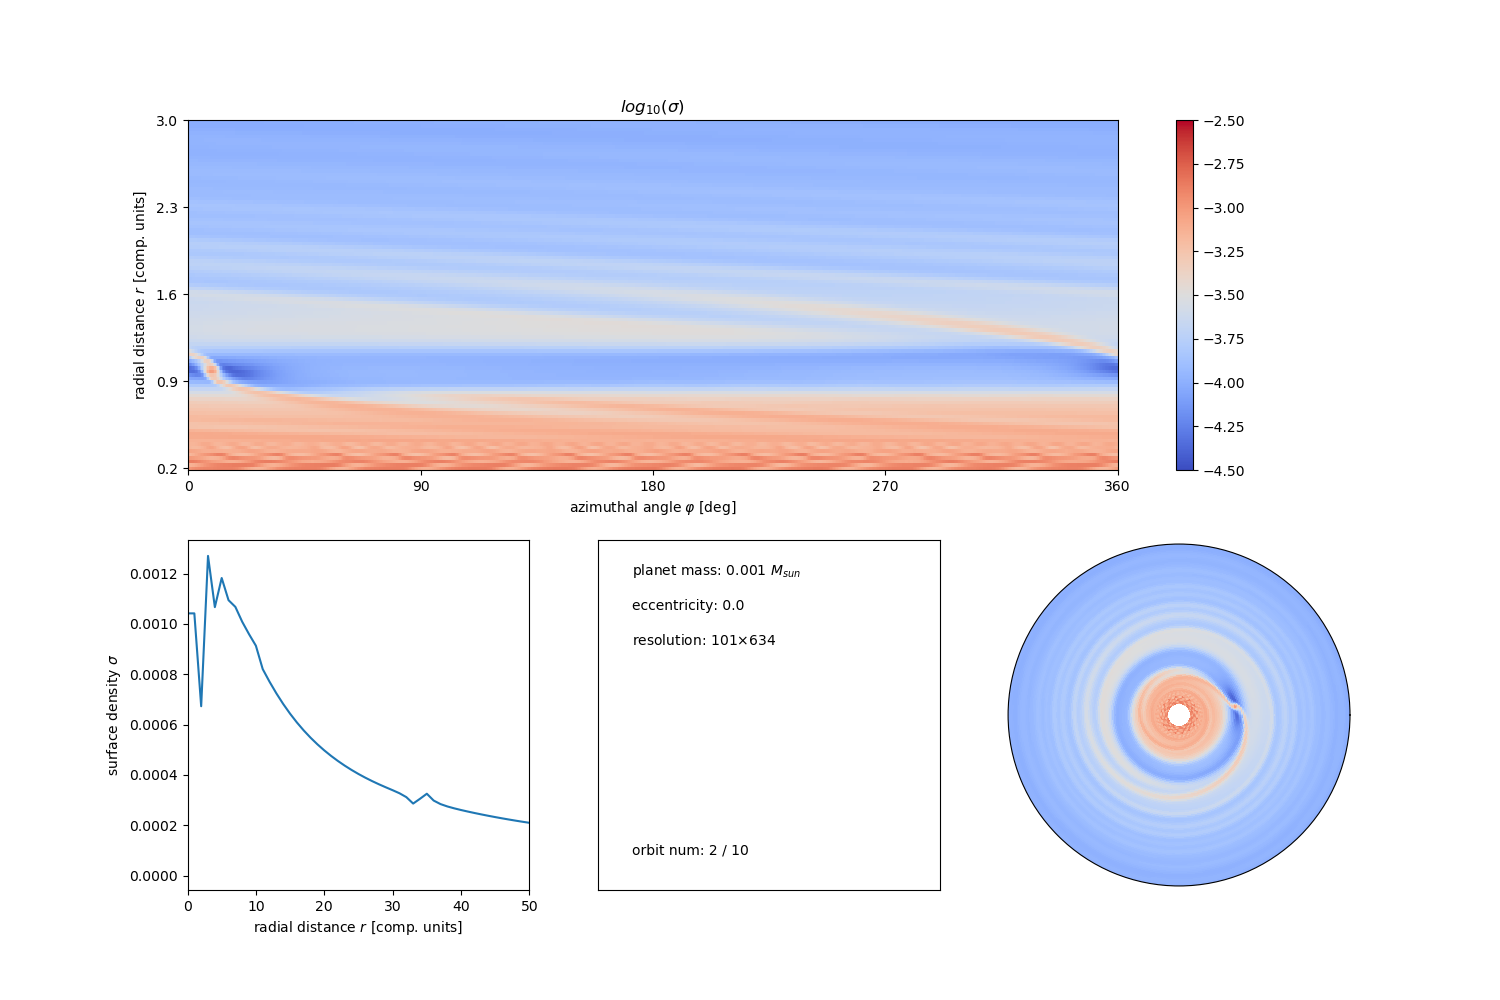 log₁₀(σ)
3.0
2.3
1.6
0.9
0.2
radial distance r [comp. units]
0 90 180 270 360
azimuthal angle φ [deg]
−2.50
−2.75
−3.00
−3.25
−3.50
−3.75
−4.00
−4.25
−4.50
0.0012
0.0010
0.0008
0.0006
0.0004
0.0002
0.0000
surface density σ
0 10 20 30 40 50
radial distance r [comp. units]
planet mass: 0.001 M_sun
eccentricity: 0.0
resolution: 101×634
orbit num: 2 / 10